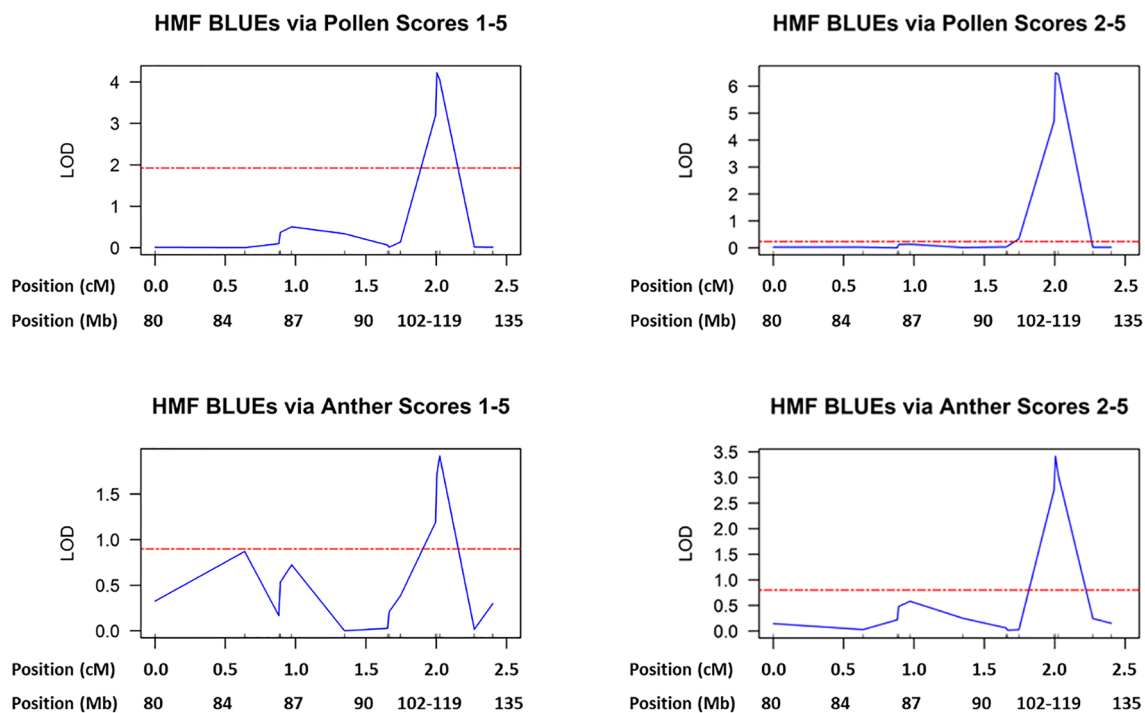 HMF BLUEs via Pollen Scores 1-5
LOD
4
3
2
1
0
Position (cM) 0.0 0.5 1.0 1.5 2.0 2.5
Position (Mb) 80 84 87 90 102-119 135
HMF BLUEs via Pollen Scores 2-5
LOD
6
5
4
3
2
1
0
Position (cM) 0.0 0.5 1.0 1.5 2.0 2.5
Position (Mb) 80 84 87 90 102-119 135
HMF BLUEs via Anther Scores 1-5
LOD
1.5
1.0
0.5
0.0
Position (cM) 0.0 0.5 1.0 1.5 2.0 2.5
Position (Mb) 80 84 87 90 102-119 135
HMF BLUEs via Anther Scores 2-5
LOD
3.5
3.0
2.5
2.0
1.5
1.0
0.5
0.0
Position (cM) 0.0 0.5 1.0 1.5 2.0 2.5
Position (Mb) 80 84 87 90 102-119 135